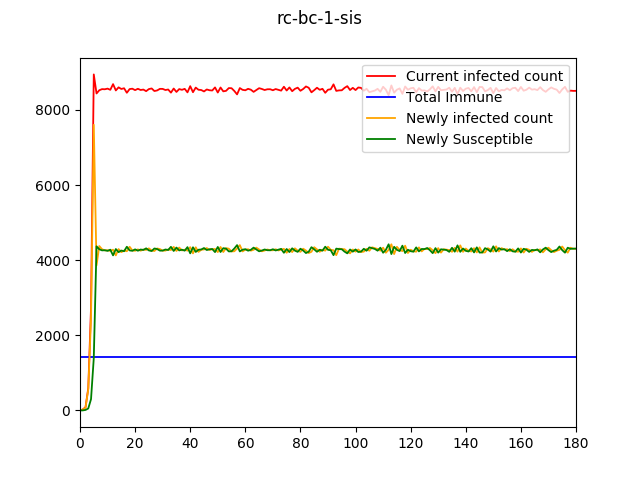 rc-bc-1-sis
Current infected count
Total Immune
Newly infected count
Newly Susceptible
8000
6000
4000
2000
0
0 20 40 60 80 100 120 140 160 180